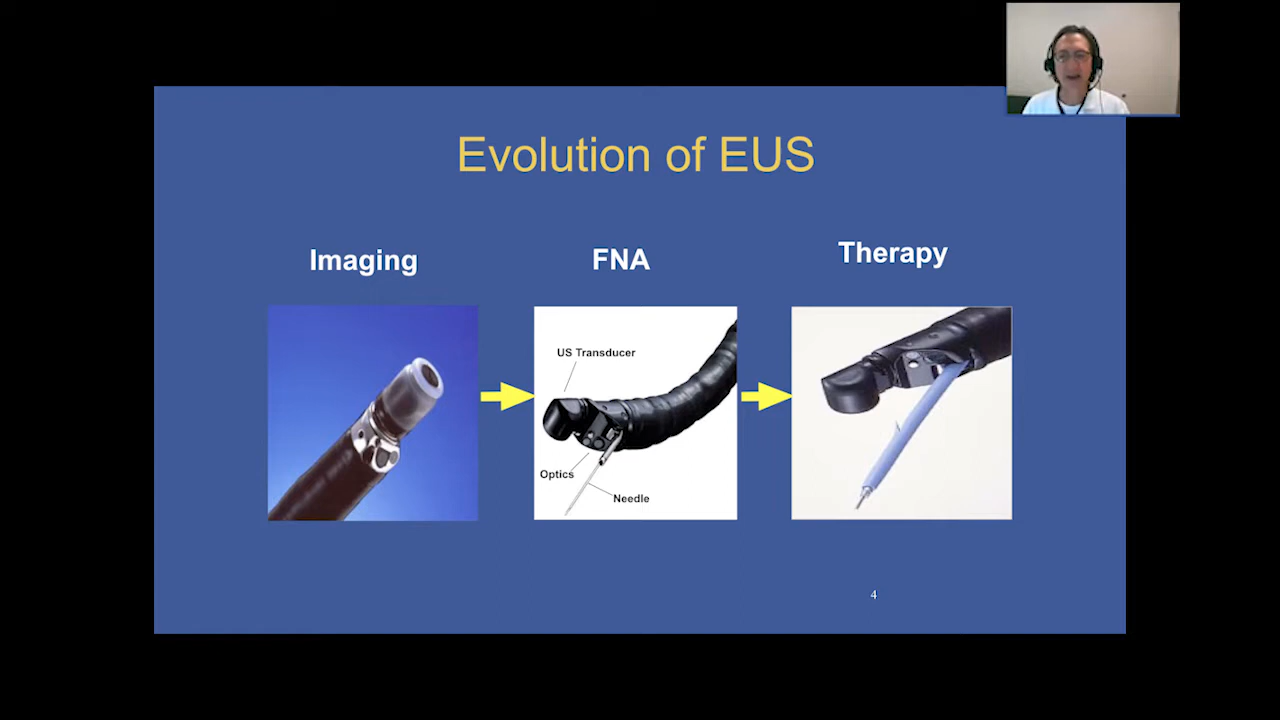 Evolution of EUS
Imaging
FNA
Therapy
US Transducer
Optics
Needle
4